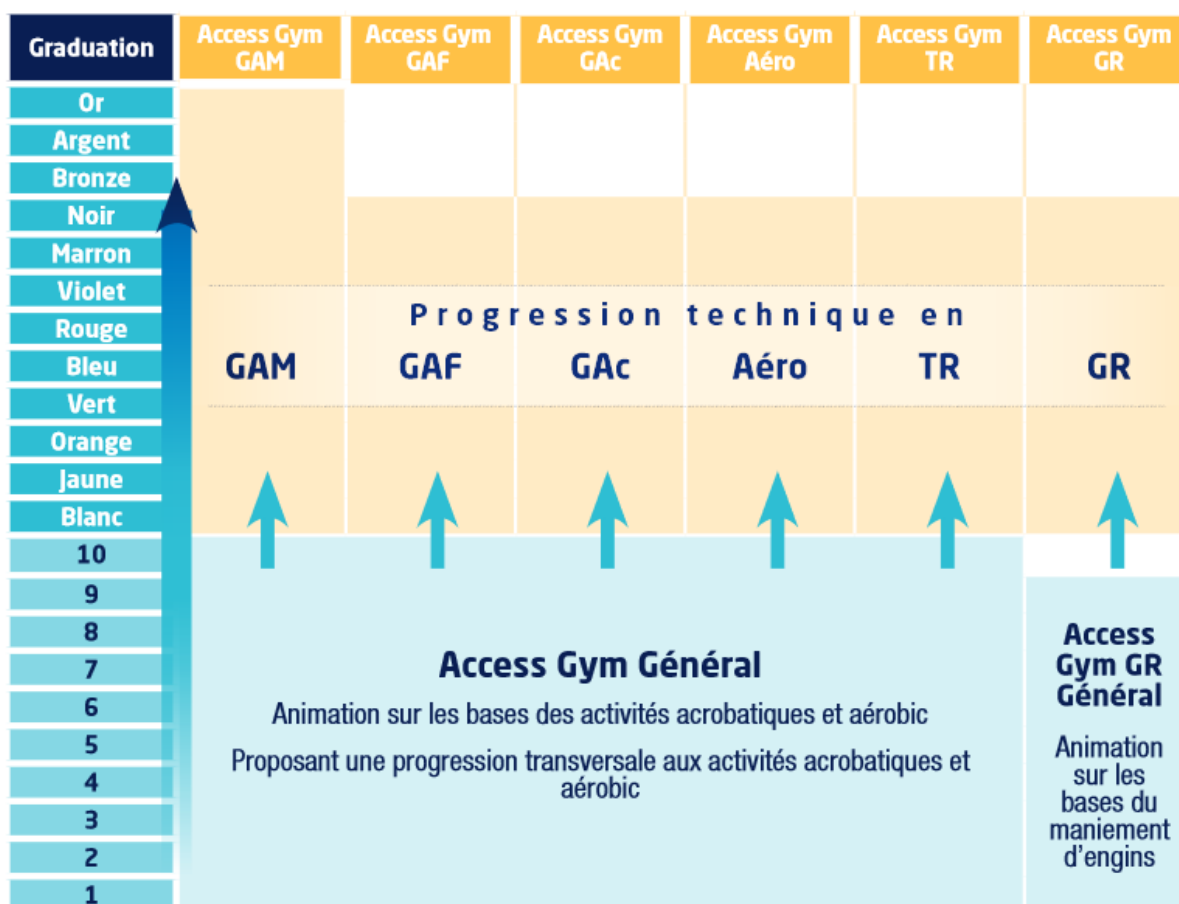 Graduation
Access Gym
GAM
Access Gym
GAF
Access Gym
GAc
Access Gym
Aéro
Access Gym
TR
Access Gym
GR
Or
Argent
Bronze
Noir
Marron
Violet
Rouge
Bleu
Vert
Orange
Jaune
Blanc
10
9
8
7
6
5
4
3
2
1
Progression technique en
GAM
GAF
GAc
Aéro
TR
GR
Access Gym Général
Animation sur les bases des activités acrobatiques et aérobic
Proposant une progression transversale aux activités acrobatiques et
aérobic
Access
Gym GR
Général
Animation
sur les
bases du
maniement
d'engins